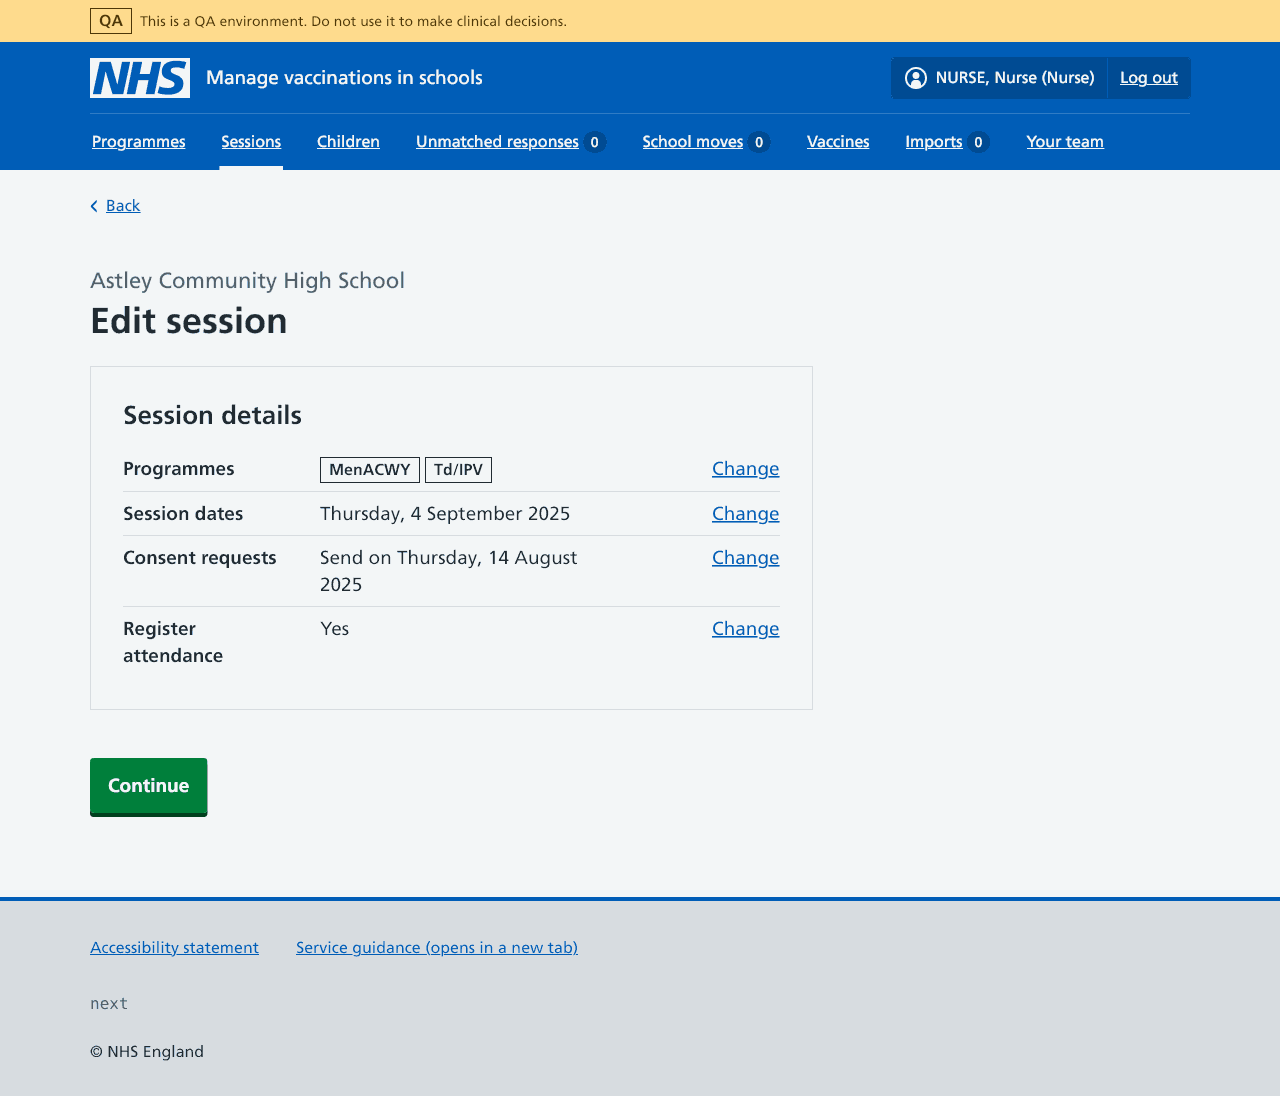 QA This is a QA environment. Do not use it to make clinical decisions.
NHS Manage vaccinations in schools NURSE, Nurse (Nurse) Log out
Programmes Sessions Children Unmatched responses 0 School moves 0 Vaccines Imports 0 Your team
Back
Astley Community High School
Edit session
Session details
Programmes MenACWY Td/IPV Change
Session dates Thursday, 4 September 2025 Change
Consent requests Send on Thursday, 14 August 2025 Change
Register attendance Yes Change
Continue
Accessibility statement Service guidance (opens in a new tab)
next
© NHS England